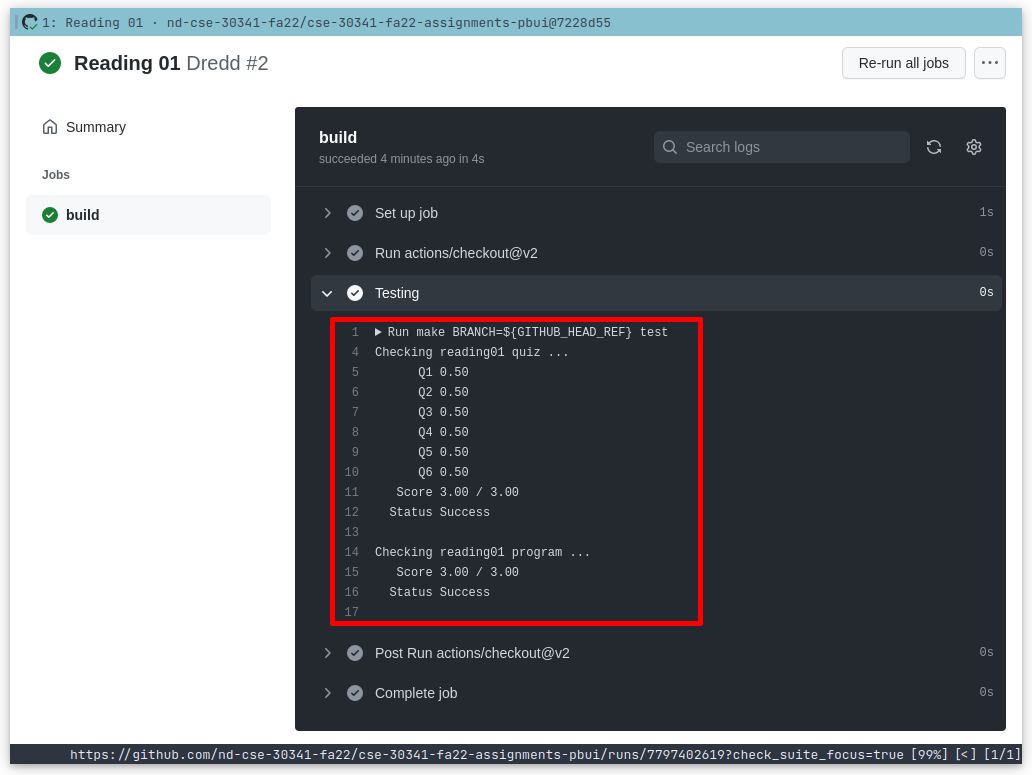 1: Reading 01 · nd-cse-30341-fa22/cse-30341-fa22-assignments-pbui@7228d55
Reading 01 Dredd #2
Re-run all jobs
...
Summary
Jobs
build
build
succeeded 4 minutes ago in 4s
Search logs
Set up job 1s
Run actions/checkout@v2 0s
Testing 0s
1 Run make BRANCH=${GITHUB_HEAD_REF} test
4 Checking reading01 quiz ...
5 Q1 0.50
6 Q2 0.50
7 Q3 0.50
8 Q4 0.50
9 Q5 0.50
10 Q6 0.50
11 Score 3.00 / 3.00
12 Status Success
13
14 Checking reading01 program ...
15 Score 3.00 / 3.00
16 Status Success
17
Post Run actions/checkout@v2 0s
Complete job 0s
https://github.com/nd-cse-30341-fa22/cse-30341-fa22-assignments-pbui/runs/7797402619?check_suite_focus=true [99%] [<] [1/1]